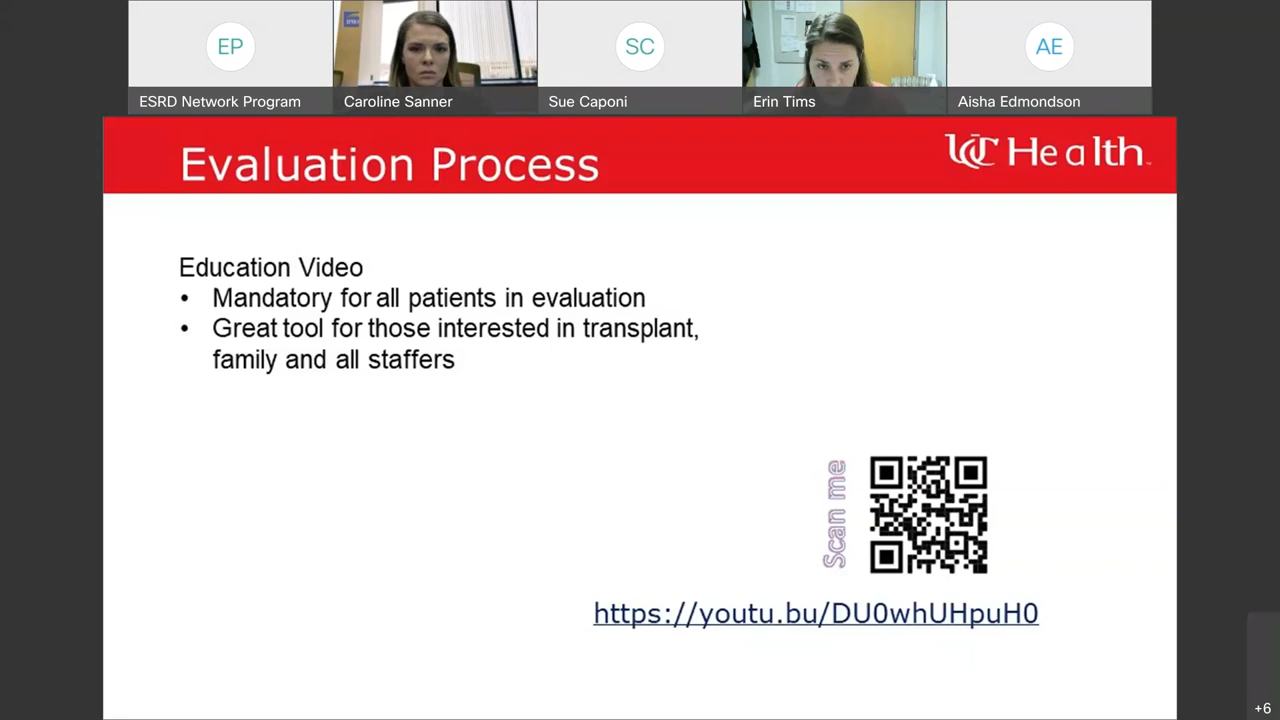 EP
SC
AE
ESRD Network Program
Caroline Sanner
Sue Caponi
Erin Tims
Aisha Edmondson
Evaluation Process
UC Health
Education Video
• Mandatory for all patients in evaluation
• Great tool for those interested in transplant,
family and all staffers
Scan me
https://youtu.bu/DU0whUHpuH0
+6